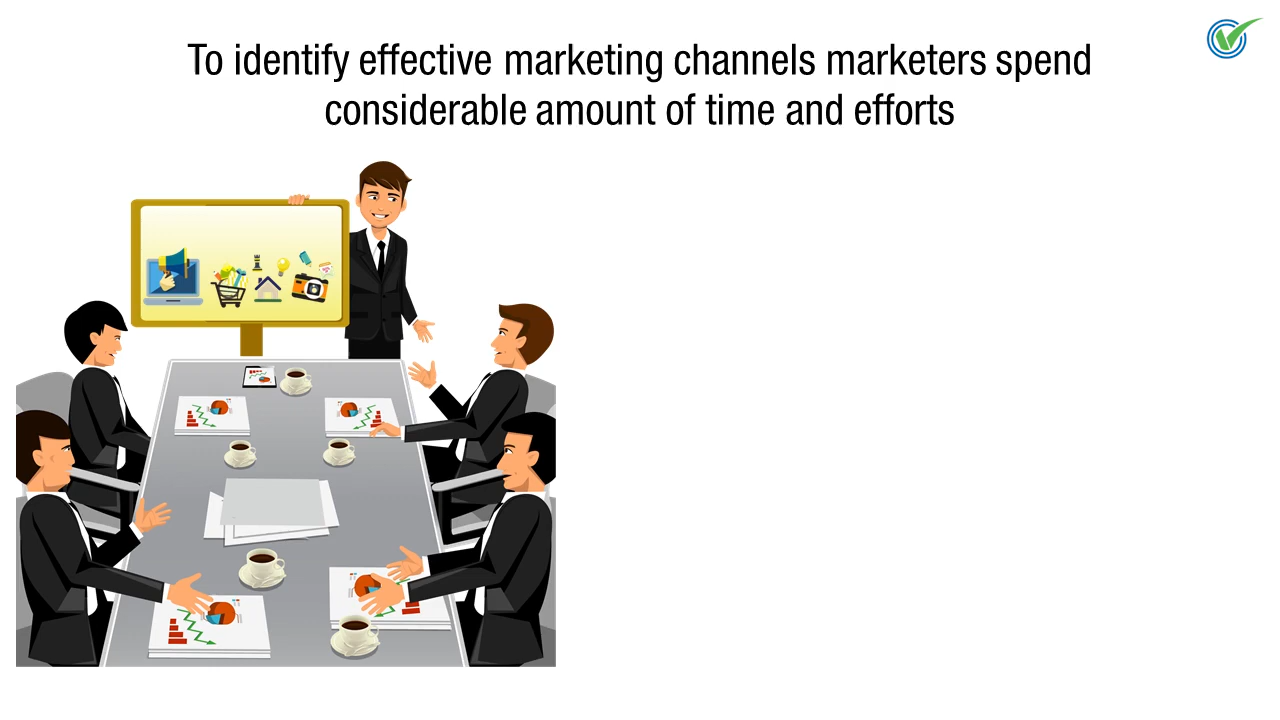 To identify effective marketing channels marketers spend
considerable amount of time and efforts